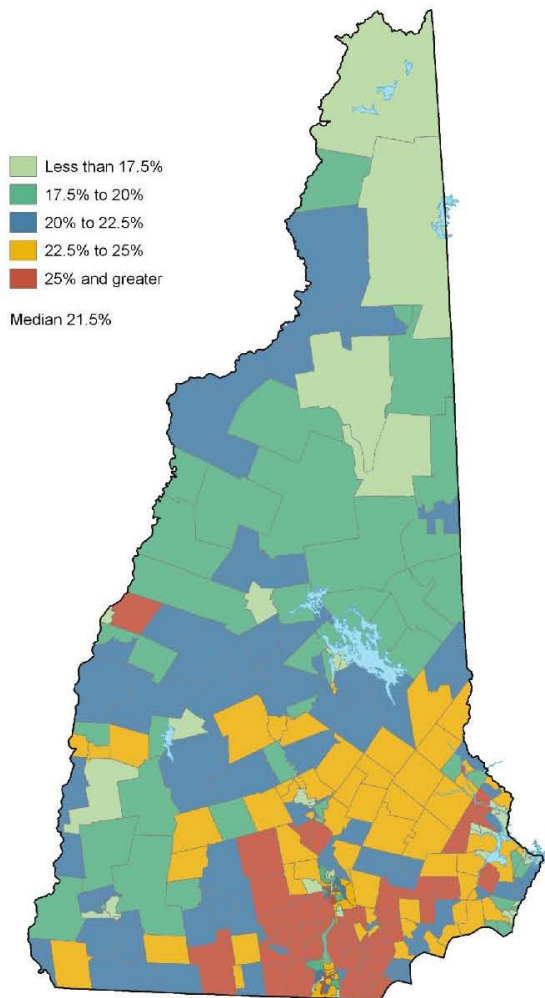 Less than 17.5%
17.5% to 20%
20% to 22.5%
22.5% to 25%
25% and greater
Median 21.5%